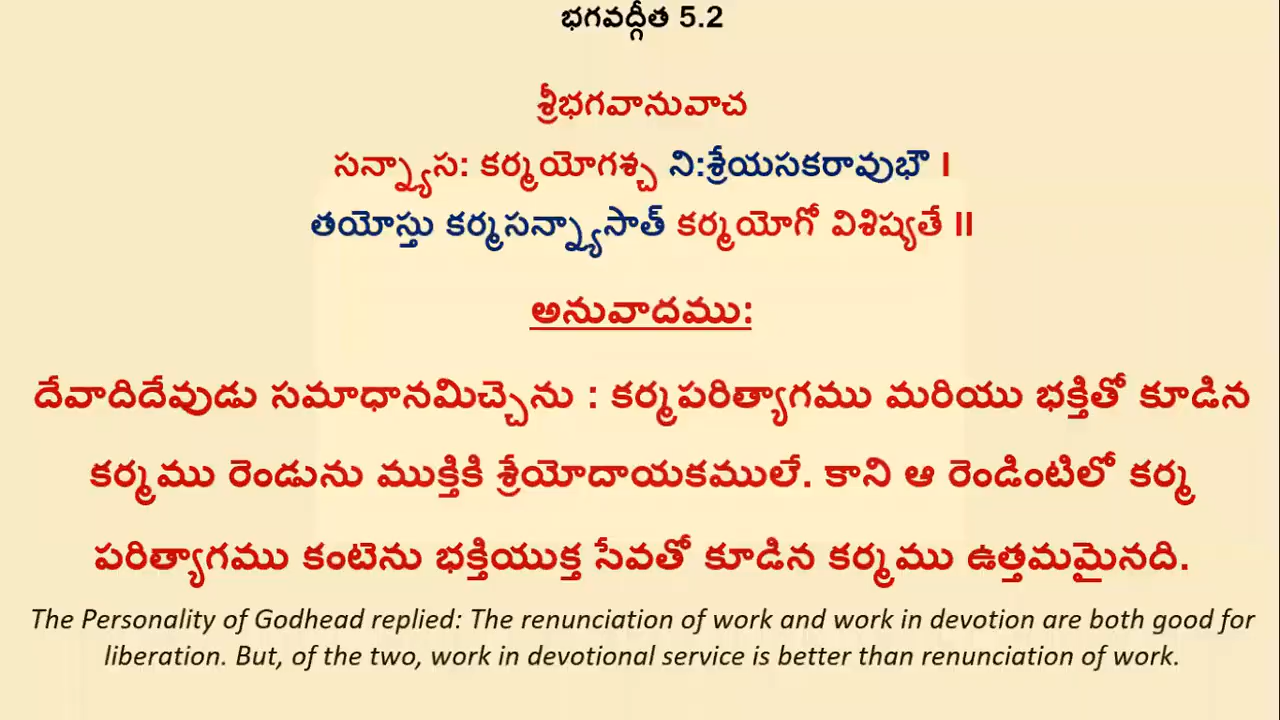 భగవద్గీత 5.2
శ్రీభగవానువాచ
సన్న్యాస: కర్మయోగశ్చ ని:శ్రేయసకరావుభౌ I
తయోస్తు కర్మసన్న్యాసాత్ కర్మయోగో విశిష్యతే II
అనువాదము:
దేవాదిదేవుడు సమాధానమిచ్చెను : కర్మపరిత్యాగము మరియు భక్తితో కూడిన
కర్మము రెండును ముక్తికి శ్రేయోదాయకములే. కాని ఆ రెండింటిలో కర్మ
పరిత్యాగము కంటెను భక్తియుక్త సేవతో కూడిన కర్మము ఉత్తమమైనది.
The Personality of Godhead replied: The renunciation of work and work in devotion are both good for
liberation. But, of the two, work in devotional service is better than renunciation of work.